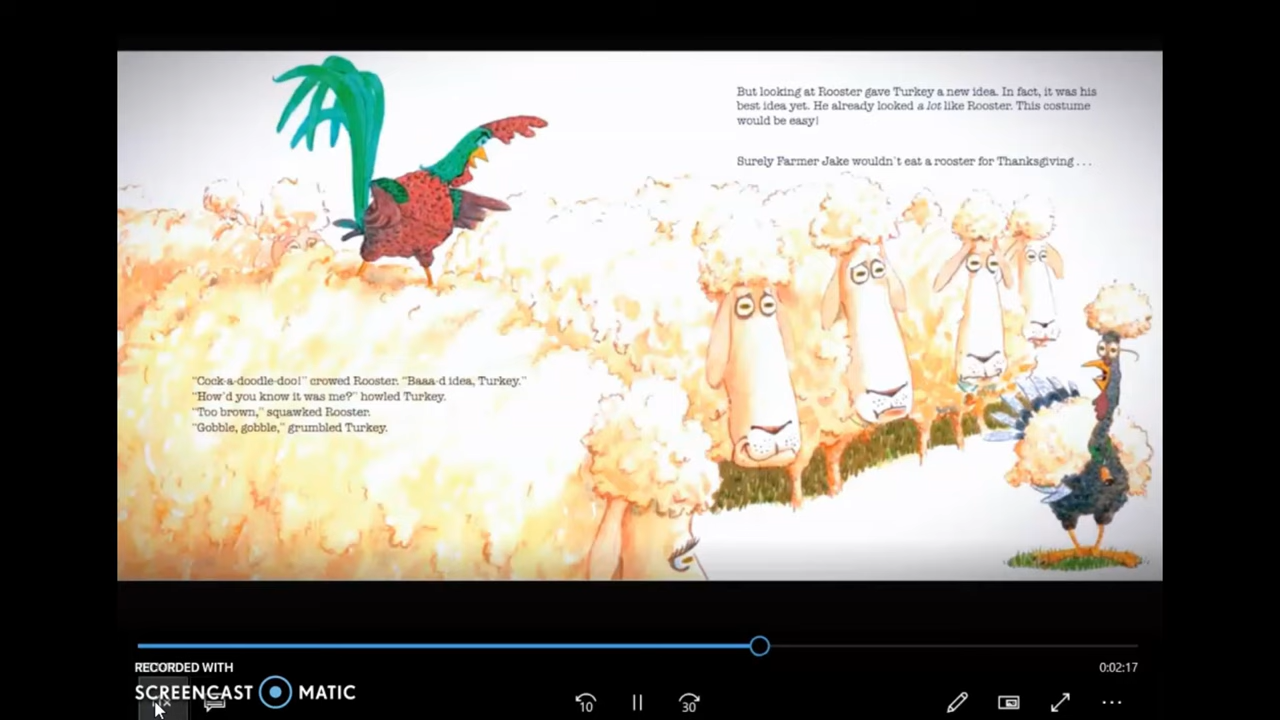 "Cock-a-doodle-doo!" crowed Rooster. "Baaa-d idea, Turkey."
"How'd you know it was me?" howled Turkey.
"Too brown," squawked Rooster.
"Gobble, gobble," grumbled Turkey.
But looking at Rooster gave Turkey a new idea. In fact, it was his
best idea yet. He already looked a lot like Rooster. This costume
would be easy!
Surely Farmer Jake wouldn't eat a rooster for Thanksgiving . . .
RECORDED WITH
SCREENCAST MATIC
0:02:17
10
30